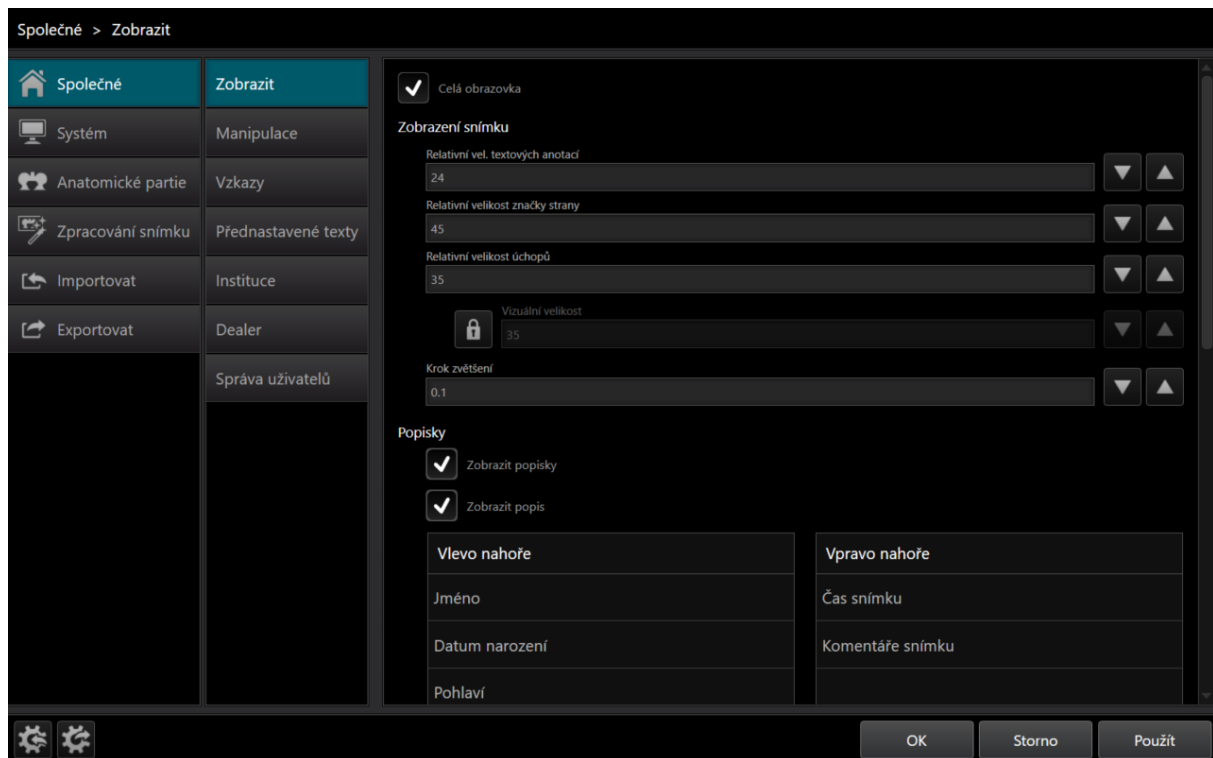 Společné > Zobrazit
Společné
Systém
Anatomické partie
Zpracování snímku
Importovat
Exportovat
Zobrazit
Manipulace
Vzkazy
Přednastavené texty
Instituce
Dealer
Správa uživatelů
Celá obrazovka
Zobrazení snímku
Relativní vel. textových anotací
24
Relativní velikost značky strany
45
Relativní velikost úchopů
35
Vizuální velikost
35
Krok zvětšení
0.1
Popisky
Zobrazit popisky
Zobrazit popis
Vlevo nahoře
Jméno
Datum narození
Pohlaví
Vpravo nahoře
Čas snímku
Komentáře snímku
OK Storno Použít